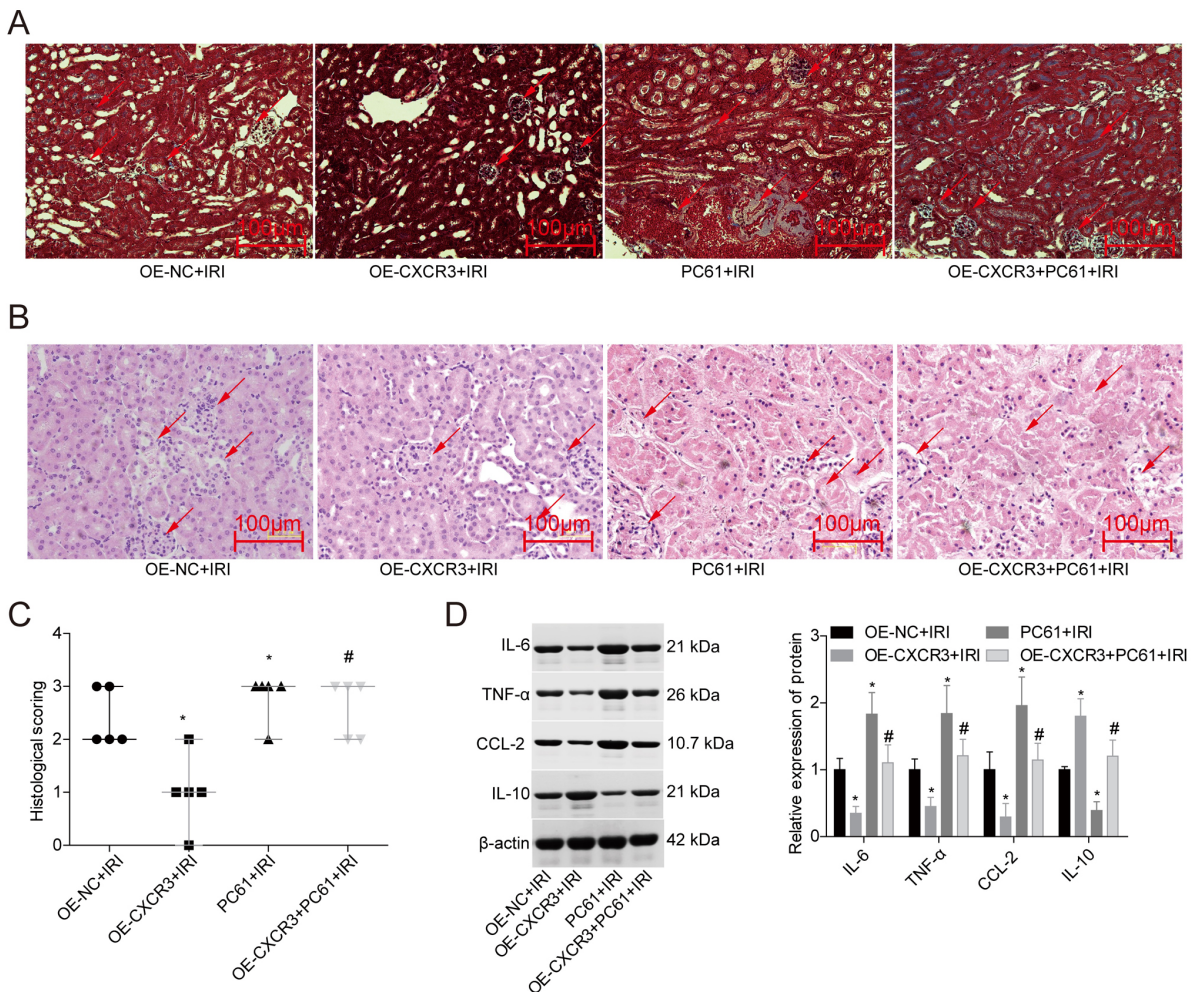 A
100μm
100μm
100μm
100μm
OE-NC+IRI
OE-CXCR3+IRI
PC61+IRI
OE-CXCR3+PC61+IRI
B
100μm
100μm
100μm
100μm
OE-NC+IRI
OE-CXCR3+IRI
PC61+IRI
OE-CXCR3+PC61+IRI
C
Histological scoring
4
3
2
1
0
*
*
#
OE-NC+IRI
OE-CXCR3+IRI
PC61+IRI
OE-CXCR3+PC61+IRI
D
IL-6
21 kDa
TNF-α
26 kDa
CCL-2
10.7 kDa
IL-10
21 kDa
β-actin
42 kDa
OE-NC+IRI
OE-CXCR3+IRI
PC61+IRI
OE-CXCR3+PC61+IRI
OE-NC+IRI
PC61+IRI
OE-CXCR3+IRI
OE-CXCR3+PC61+IRI
Relative expression of protein
3
2
1
0
*
*
#
*
*
#
*
*
#
*
*
#
IL-6
TNF-α
CCL-2
IL-10